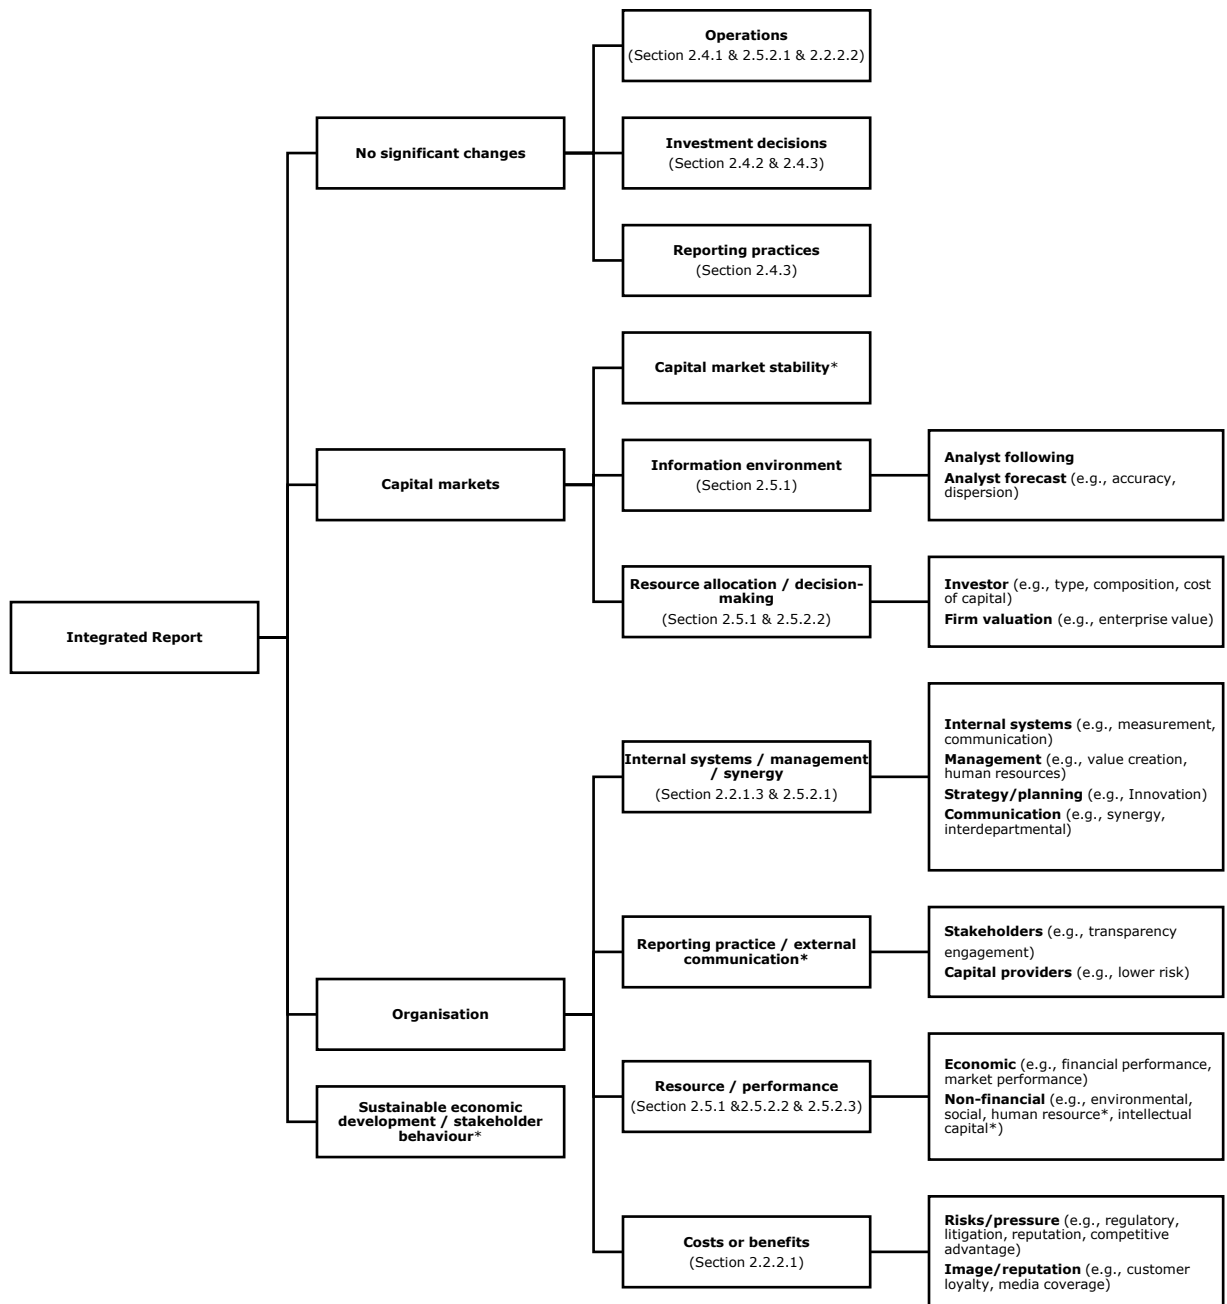 Operations
(Section 2.4.1 & 2.5.2.1 & 2.2.2.2)
No significant changes
Investment decisions
(Section 2.4.2 & 2.4.3)
Reporting practices
(Section 2.4.3)
Capital market stability*
Capital markets
Information environment
(Section 2.5.1)
Analyst following
Analyst forecast (e.g., accuracy,
dispersion)
Resource allocation / decision-
making
(Section 2.5.1 & 2.5.2.2)
Investor (e.g., type, composition, cost
of capital)
Firm valuation (e.g., enterprise value)
Integrated Report
Internal systems / management
/ synergy
(Section 2.2.1.3 & 2.5.2.1)
Internal systems (e.g., measurement,
communication)
Management (e.g., value creation,
human resources)
Strategy/planning (e.g., Innovation)
Communication (e.g., synergy,
interdepartmental)
Reporting practice / external
communication*
Stakeholders (e.g., transparency
engagement)
Capital providers (e.g., lower risk)
Organisation
Resource / performance
(Section 2.5.1 &2.5.2.2 & 2.5.2.3)
Economic (e.g., financial performance,
market performance)
Non-financial (e.g., environmental,
social, human resource*, intellectual
capital*)
Sustainable economic
development / stakeholder
behaviour*
Costs or benefits
(Section 2.2.2.1)
Risks/pressure (e.g., regulatory,
litigation, reputation, competitive
advantage)
Image/reputation (e.g., customer
loyalty, media coverage)